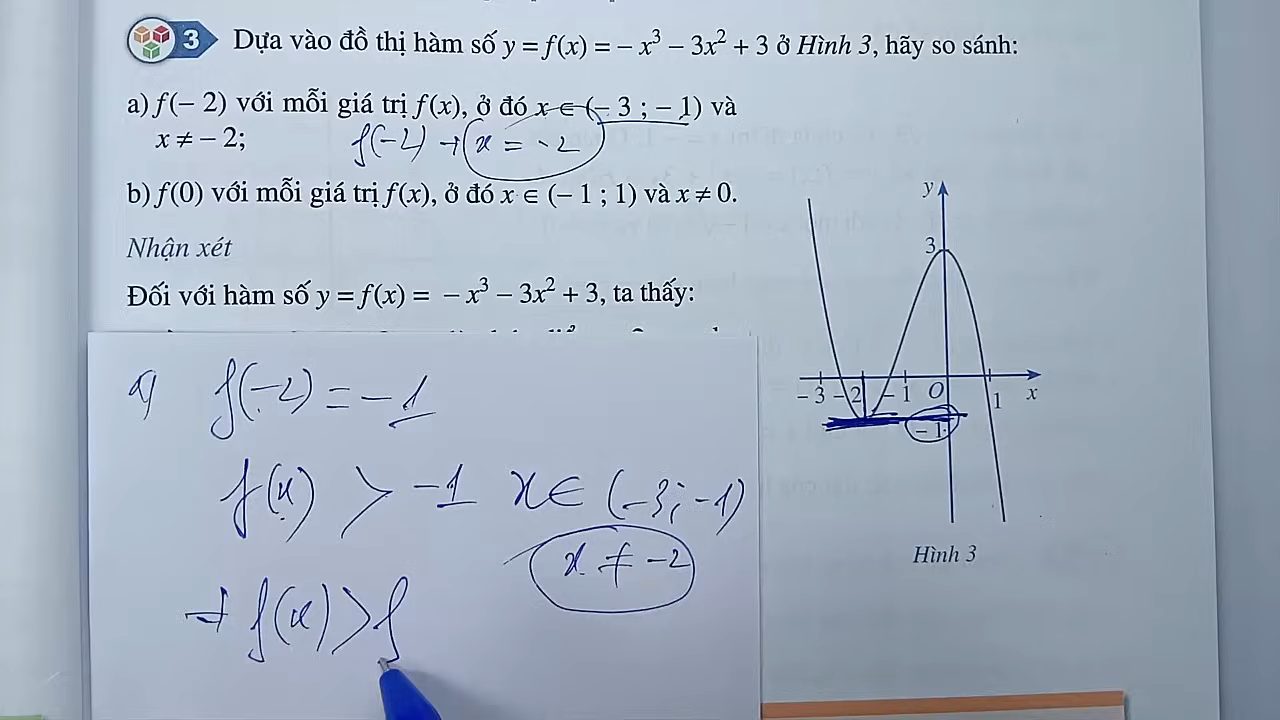 3 Dựa vào đồ thị hàm số y = f(x) = – x³ – 3x² + 3 ở Hình 3, hãy so sánh:
a) f(– 2) với mỗi giá trị f(x), ở đó x ∈ (– 3 ; – 1) và
x ≠ – 2;
f(-2) → x = -2
b) f(0) với mỗi giá trị f(x), ở đó x ∈ (– 1 ; 1) và x ≠ 0.
Nhận xét
Đối với hàm số y = f(x) = – x³ – 3x² + 3, ta thấy:
a) f(-2) = -1
f(x) > -1 x ∈ (-3; -1)
x ≠ -2
→ f(x) > f
y
3
– 3 – 2 – 1 O 1 x
– 1
Hình 3